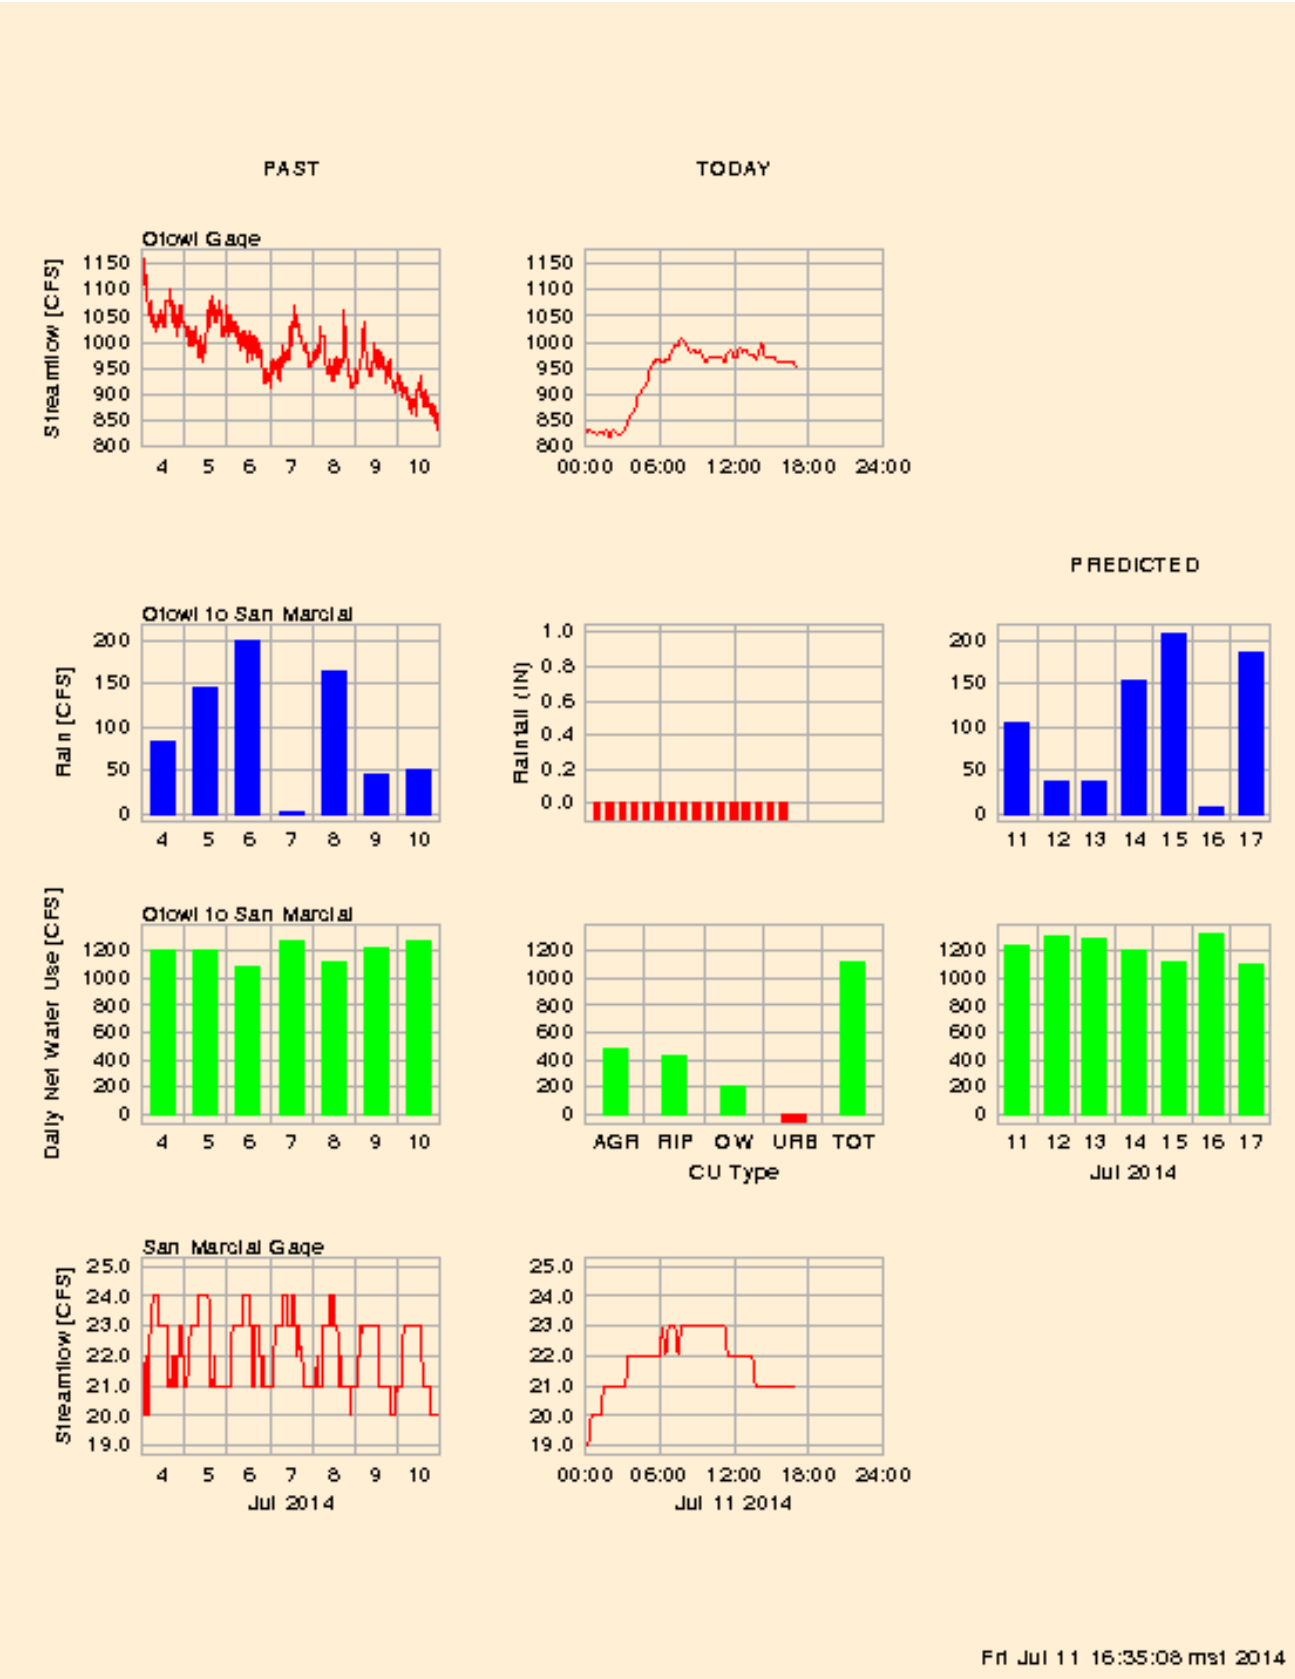 PAST TODAY
Otowi Gage
Streamflow [CFS]
1150 1150
1100 1100
1050 1050
1000 1000
950 950
900 900
850 850
800 800
4 5 6 7 8 9 10 00:00 06:00 12:00 18:00 24:00
PREDICTED
Otowi to San Marcial
Rain [CFS] Rainfall (IN)
200 1.0 200
150 0.8 150
100 0.6 100
50 0.4 50
0 0.2 0
0.0
4 5 6 7 8 9 10 11 12 13 14 15 16 17
Otowi to San Marcial
Daily Net Water Use [CFS]
1200 1200 1200
1000 1000 1000
800 800 800
600 600 600
400 400 400
200 200 200
0 0 0
4 5 6 7 8 9 10 AGR RIP OW URB TOT 11 12 13 14 15 16 17
CU Type Jul 2014
San Marcial Gage
Streamflow [CFS]
25.0 25.0
24.0 24.0
23.0 23.0
22.0 22.0
21.0 21.0
20.0 20.0
19.0 19.0
4 5 6 7 8 9 10 00:00 06:00 12:00 18:00 24:00
Jul 2014 Jul 11 2014
Fri Jul 11 16:35:08 mst 2014